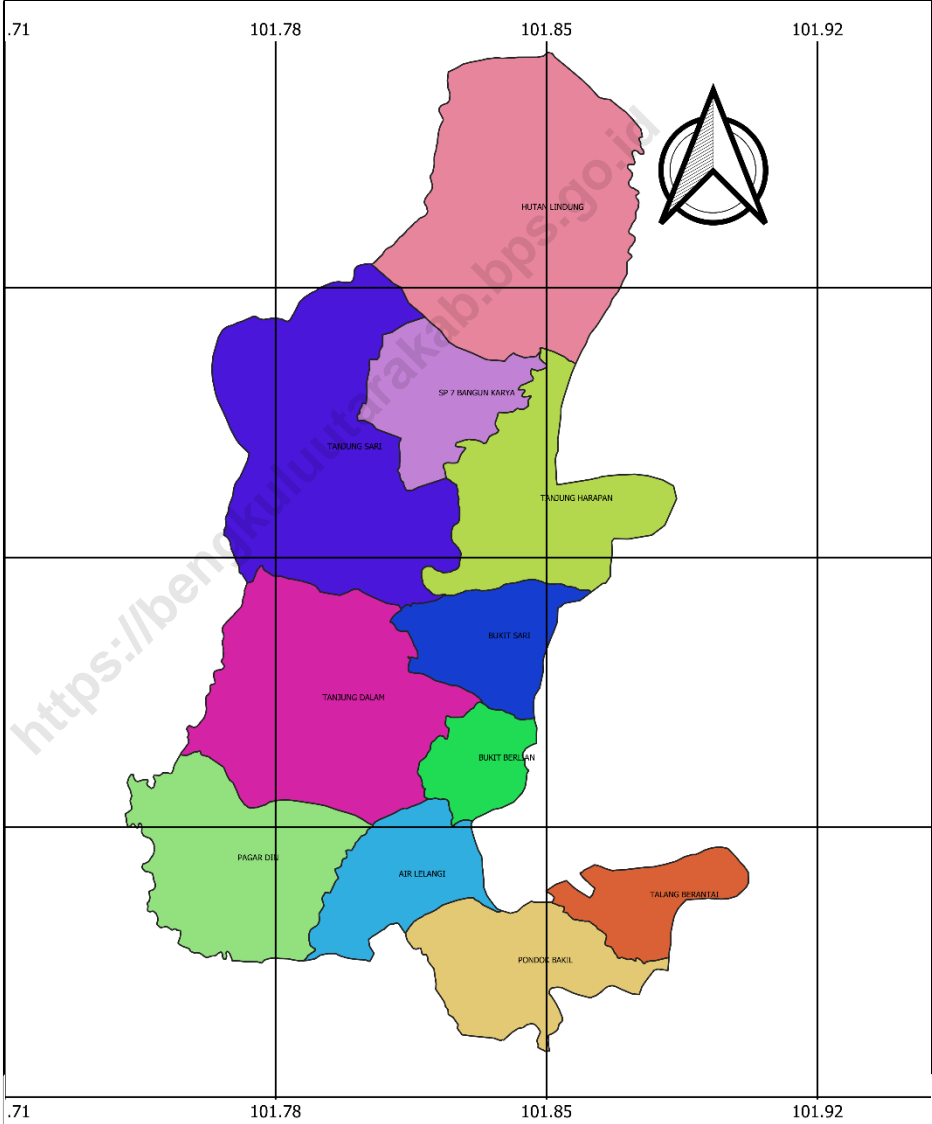 .71 101.78 101.85 101.92
HUTAN LINDUNG
SP 7 BANGUN KARYA
TANJUNG SARI
TANJUNG HARAPAN
BUKIT SARI
TANJUNG DALAM
BUKIT BERLIAN
PAGAR DIN
AIR LELANGI
TALANG BERANTAI
PONDOK BAKIL
https://bengkuluutarakab.bps.go.id
.71 101.78 101.85 101.92